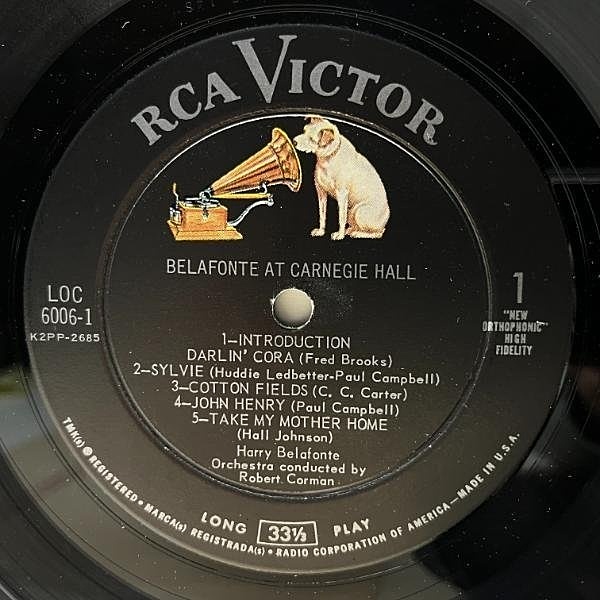 RCA VICTOR
BELAFONTE AT CARNEGIE HALL
LOC
6006-1
K2PP-2685
1
"NEW
ORTHOPHONIC"
HIGH
FIDELITY
1—INTRODUCTION
DARLIN' CORA (Fred Brooks)
2—SYLVIE (Huddie Ledbetter-Paul Campbell)
3—COTTON FIELDS (C. C. Carter)
4—JOHN HENRY (Paul Campbell)
5—TAKE MY MOTHER HOME
(Hall Johnson)
Harry Belafonte
Orchestra conducted by
Robert Corman
LONG 33⅓ PLAY
TMK(s) ® REGISTERED • MARCA(s) REGISTRADA(s) • RADIO CORPORATION OF AMERICA—MADE IN U.S.A.